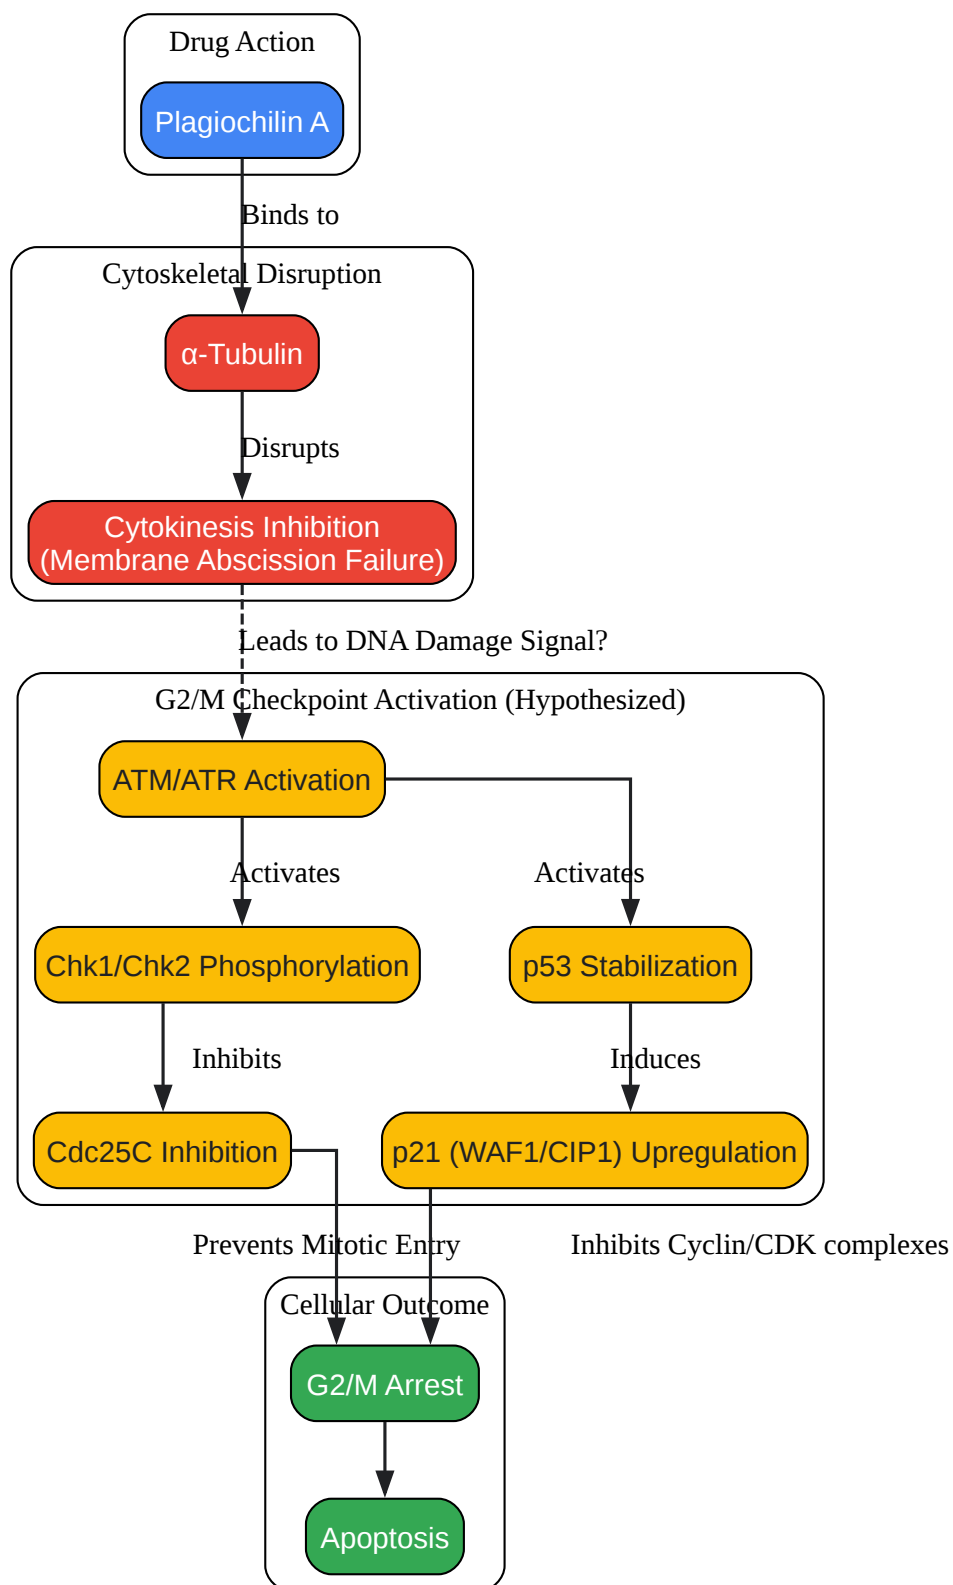 Drug Action
Plagiochilin A
Binds to
Cytoskeletal Disruption
α-Tubulin
Disrupts
Cytokinesis Inhibition
(Membrane Abscission Failure)
Leads to DNA Damage Signal?
G2/M Checkpoint Activation (Hypothesized)
ATM/ATR Activation
Activates
Activates
Chk1/Chk2 Phosphorylation
p53 Stabilization
Inhibits
Induces
Cdc25C Inhibition
p21 (WAF1/CIP1) Upregulation
Prevents Mitotic Entry
Inhibits Cyclin/CDK complexes
Cellular Outcome
G2/M Arrest
Apoptosis